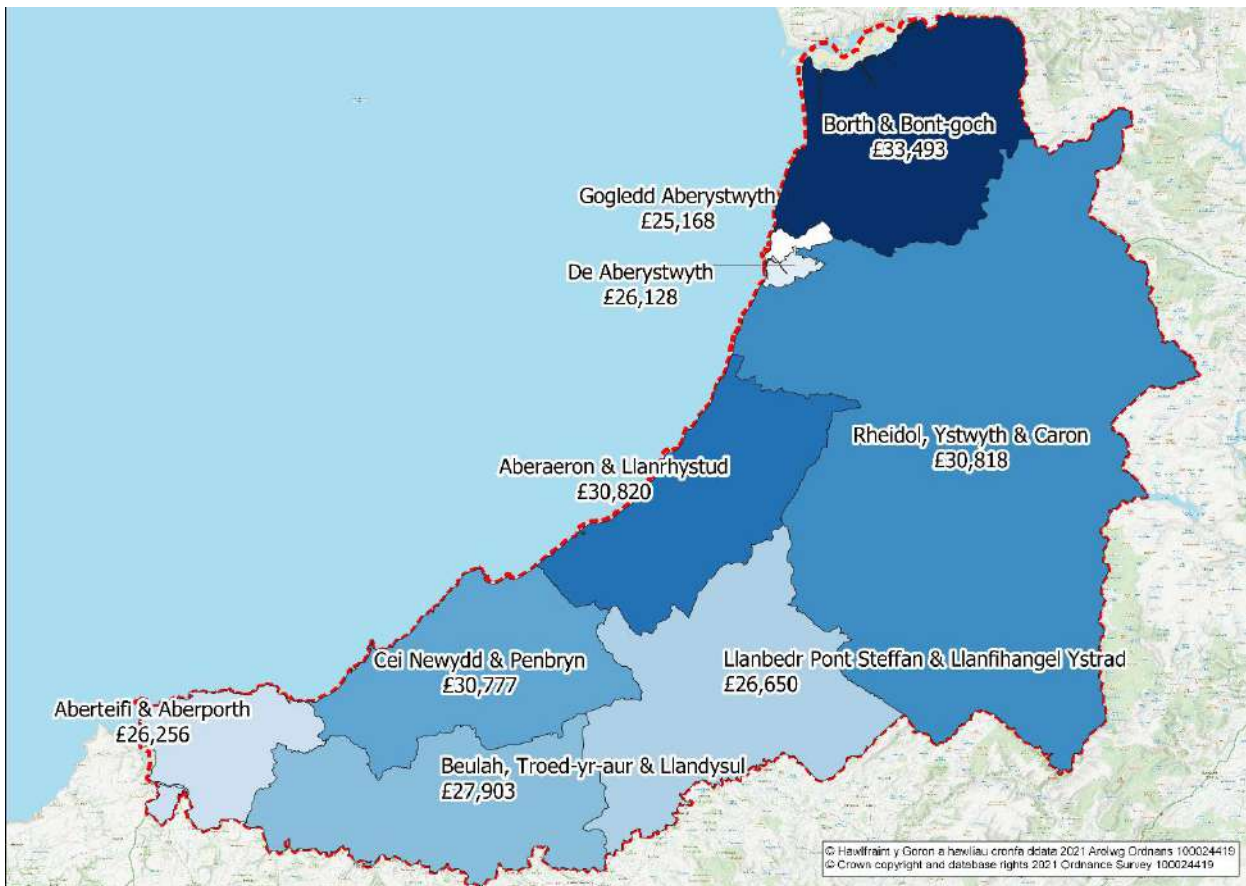 Borth & Bont-goch
£33,493
Gogledd Aberystwyth
£25,168
De Aberystwyth
£26,128
Rheidol, Ystwyth & Caron
£30,818
Aberaeron & Llanrhystud
£30,820
Cei Newydd & Penbryn
£30,777
Llanbedr Pont Steffan & Llanfihangel Ystrad
£26,650
Aberteifi & Aberporth
£26,256
Beulah, Troed-yr-aur & Llandysul
£27,903
© Hawlfraint y Goron a hawliau cronfa ddata 2021 Arolwg Ordnans 100024419
© Crown copyright and database rights 2021 Ordnance Survey 100024419